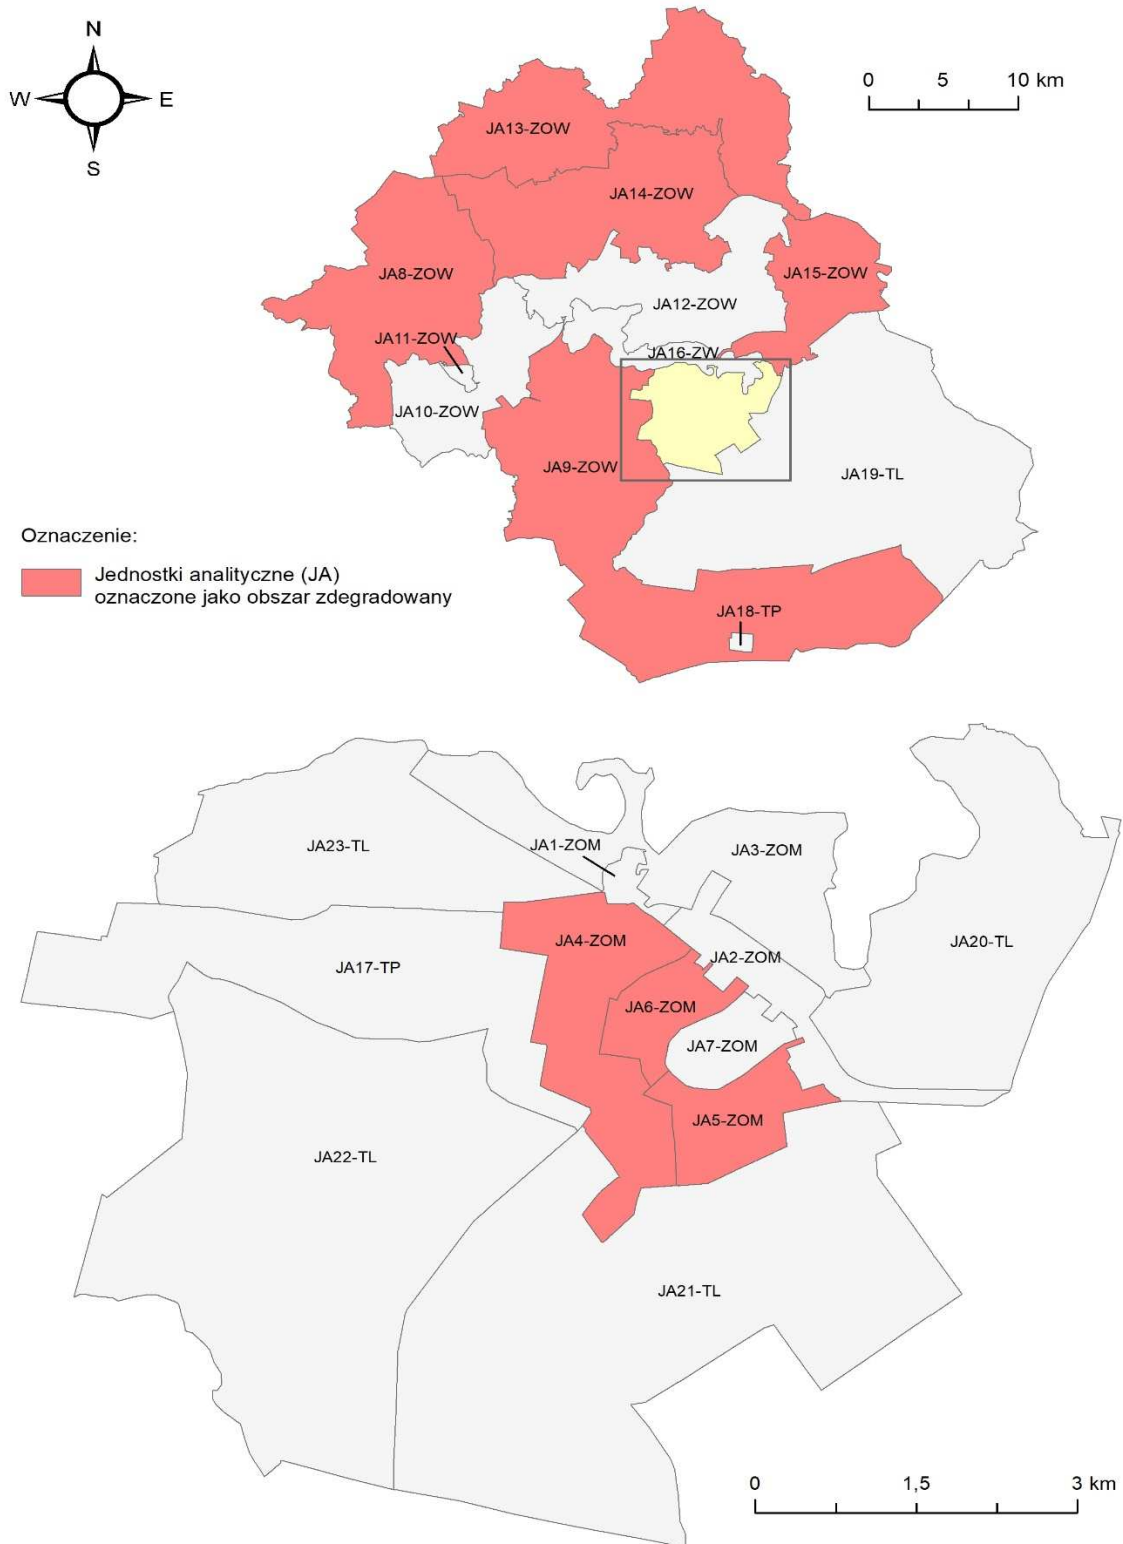 N
W E
S
0 5 10 km
JA13-ZOW
JA14-ZOW
JA8-ZOW
JA15-ZOW
JA12-ZOW
JA11-ZOW
JA16-ZW
JA10-ZOW
JA9-ZOW
JA19-TL
Oznaczenie:
Jednostki analityczne (JA)
oznaczone jako obszar zdegradowany
JA18-TP
JA23-TL
JA1-ZOM
JA3-ZOM
JA4-ZOM
JA20-TL
JA2-ZOM
JA17-TP
JA6-ZOM
JA7-ZOM
JA5-ZOM
JA22-TL
JA21-TL
0 1,5 3 km